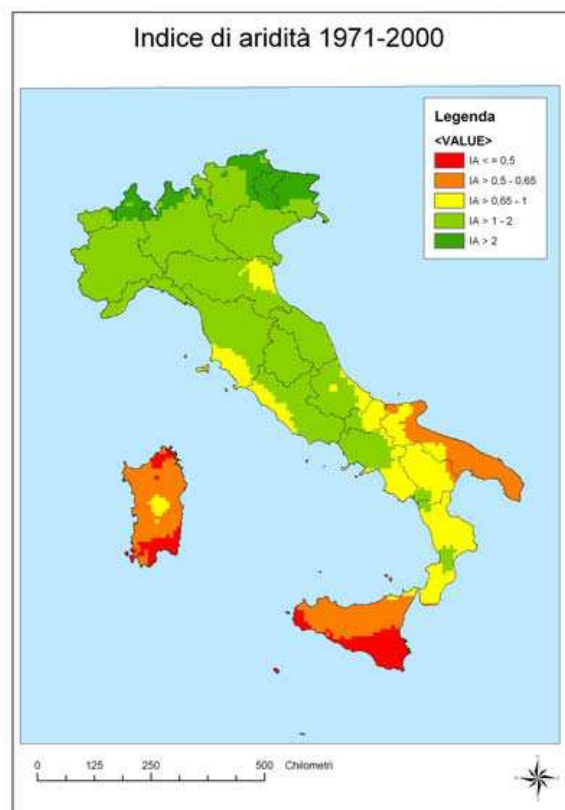 Indice di aridità 1971-2000
Legenda
<VALUE>
IA < = 0,5
IA > 0,5 - 0,65
IA > 0,65 - 1
IA > 1 - 2
IA > 2
0 125 250 500 Chilometri